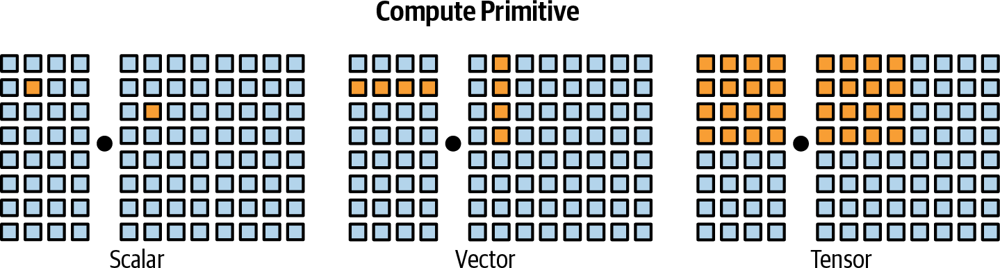 Compute Primitive
Scalar
Vector
Tensor